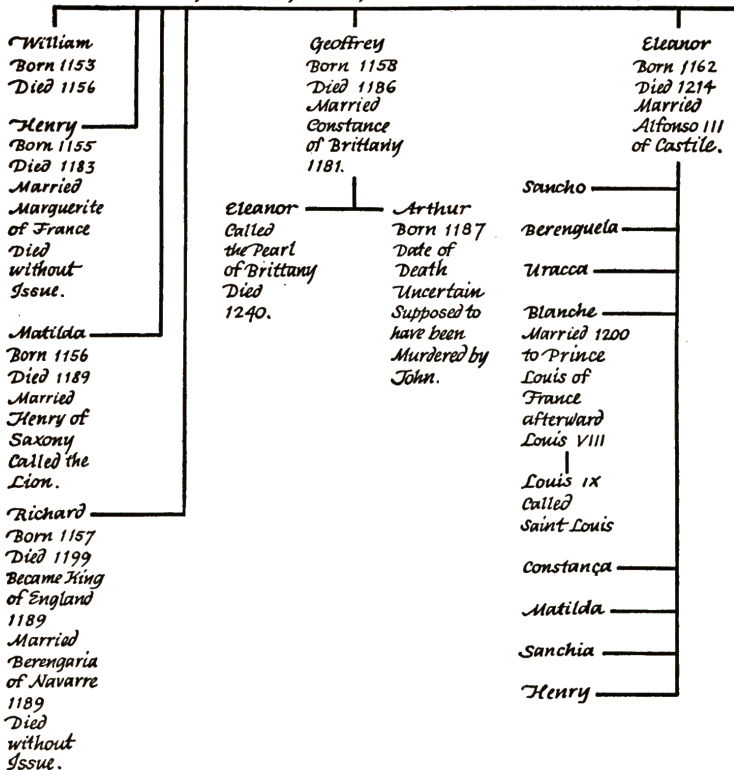 William
Born 1153
Died 1156
Henry
Born 1155
Died 1183
Married
Marguerite
of France
Died
without
Issue.
Matilda
Born 1156
Died 1189
Married
Henry of
Saxony
Called the
Lion.
Richard
Born 1157
Died 1199
Became King
of England
1189
Married
Berengaria
of Navarre
1189
Died
without
Issue.
Geoffrey
Born 1158
Died 1186
Married
Constance
of Brittany
1181.
Eleanor
Called
the Pearl
of Brittany
Died
1240.
Arthur
Born 1187
Date of
Death
Uncertain
Supposed to
have been
Murdered by
John.
Eleanor
Born 1162
Died 1214
Married
Alfonso III
of Castile.
Sancho
Berenguela
Uracca
Blanche
Married 1200
to Prince
Louis of
France
afterward
Louis VIII
Louis IX
Called
Saint Louis
Constança
Matilda
Sanchia
Henry